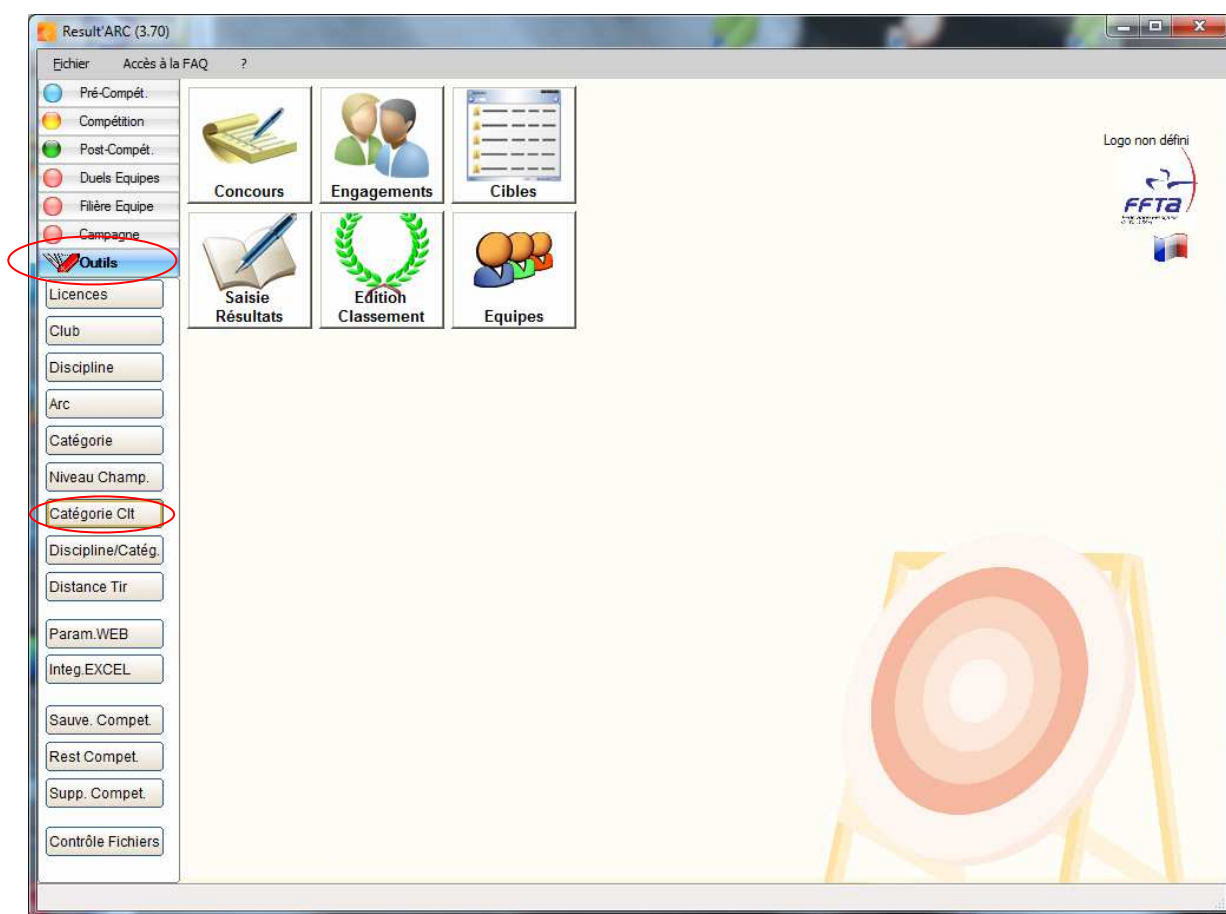 Result'ARC (3.70)
Fichier Accès à la FAQ ?
Pré-Compét.
Compétition
Post-Compét.
Duels Equipes
Filière Equipe
Campagne
Outils
Licences
Club
Discipline
Arc
Catégorie
Niveau Champ.
Catégorie Clt
Discipline/Catég.
Distance Tir
Param.WEB
Integ.EXCEL
Sauve. Compet.
Rest Compet.
Supp. Compet.
Contrôle Fichiers
Concours
Engagements
Cibles
Saisie
Résultats
Edition
Classement
Equipes
Logo non défini
FFTa